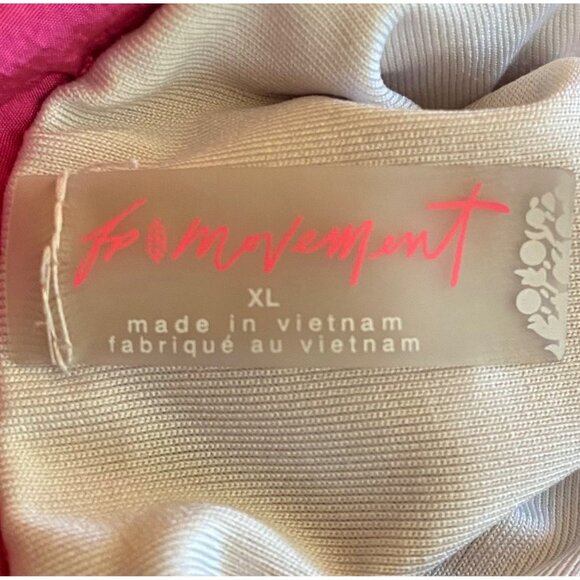 fp movement
XL
made in vietnam
fabriqué au vietnam